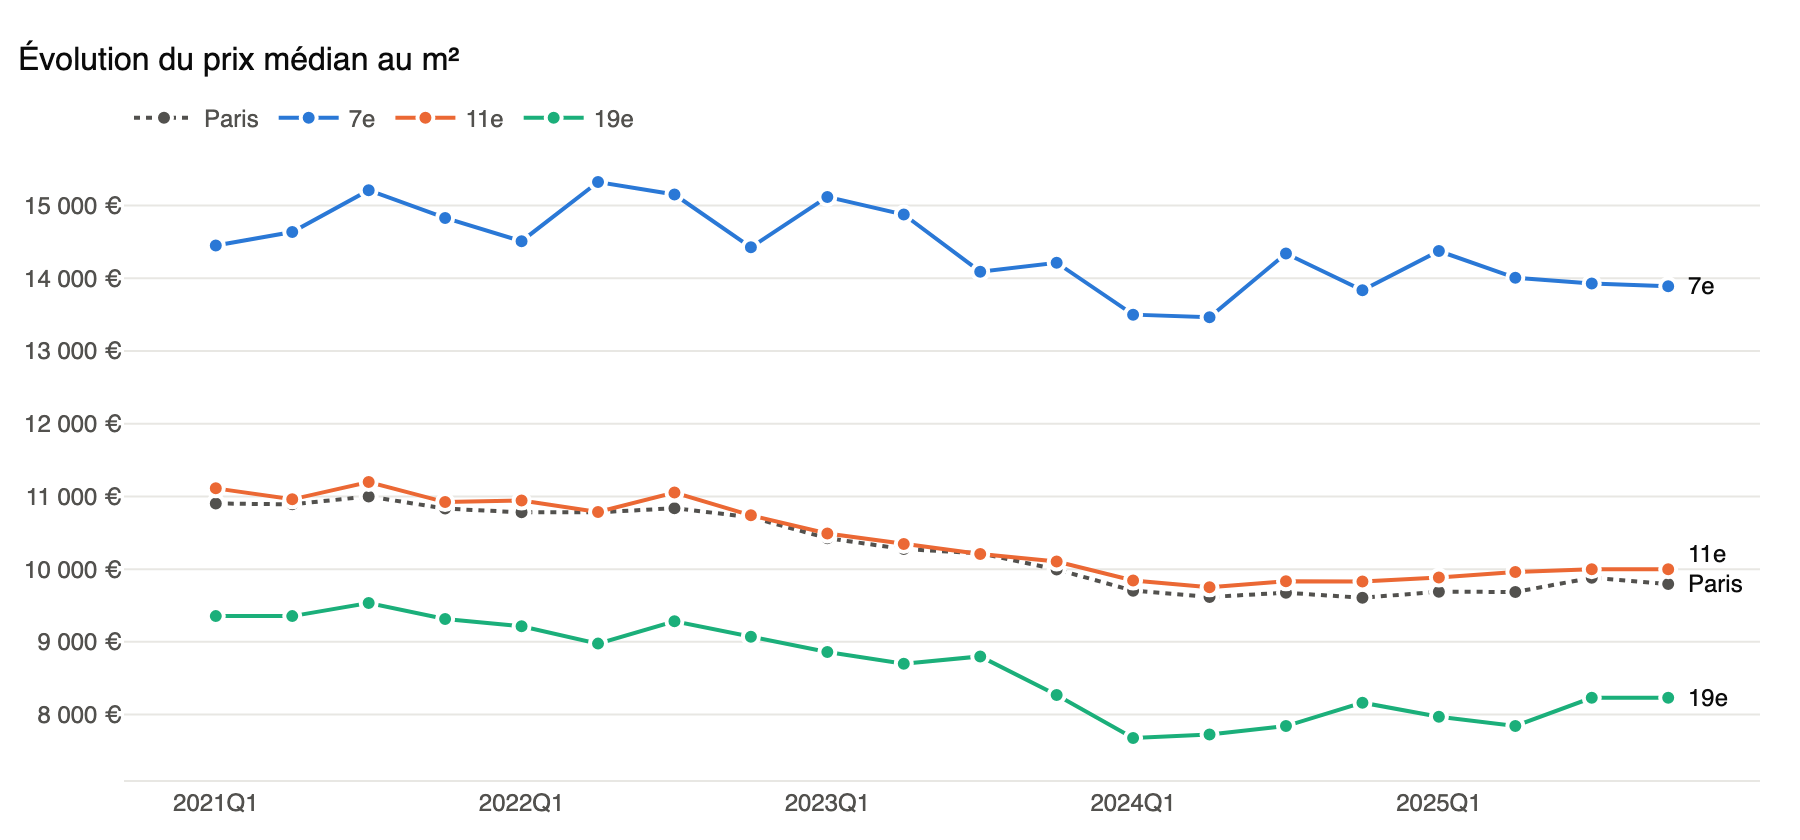 Évolution du prix médian au m²
Paris 7e 11e 19e
15 000 €
14 000 €
13 000 €
12 000 €
11 000 €
10 000 €
9 000 €
8 000 €
7e
11e
Paris
19e
2021Q1 2022Q1 2023Q1 2024Q1 2025Q1